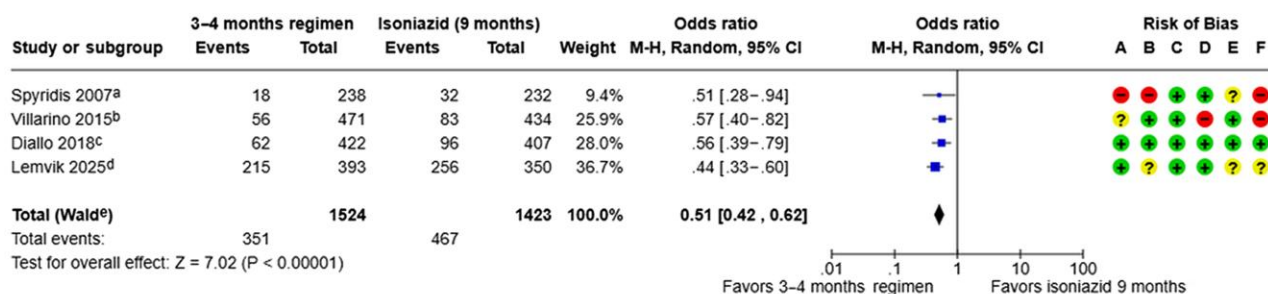 3–4 months regimen Isoniazid (9 months) Odds ratio Odds ratio Risk of Bias
Study or subgroup Events Total Events Total Weight M-H, Random, 95% CI M-H, Random, 95% CI A B C D E F
Spyridis 2007a 18 238 32 232 9.4% .51 [.28–.94] – – + + ? –
Villarino 2015b 56 471 83 434 25.9% .57 [.40–.82] ? + + – + –
Diallo 2018c 62 422 96 407 28.0% .56 [.39–.79] + + + + + +
Lemvik 2025d 215 393 256 350 36.7% .44 [.33–.60] + ? + + ? ?
Total (Walde) 1524 1423 100.0% 0.51 [0.42 , 0.62]
Total events: 351 467
Test for overall effect: Z = 7.02 (P < 0.00001)
.01 .1 1 10 100
Favors 3–4 months regimen Favors isoniazid 9 months